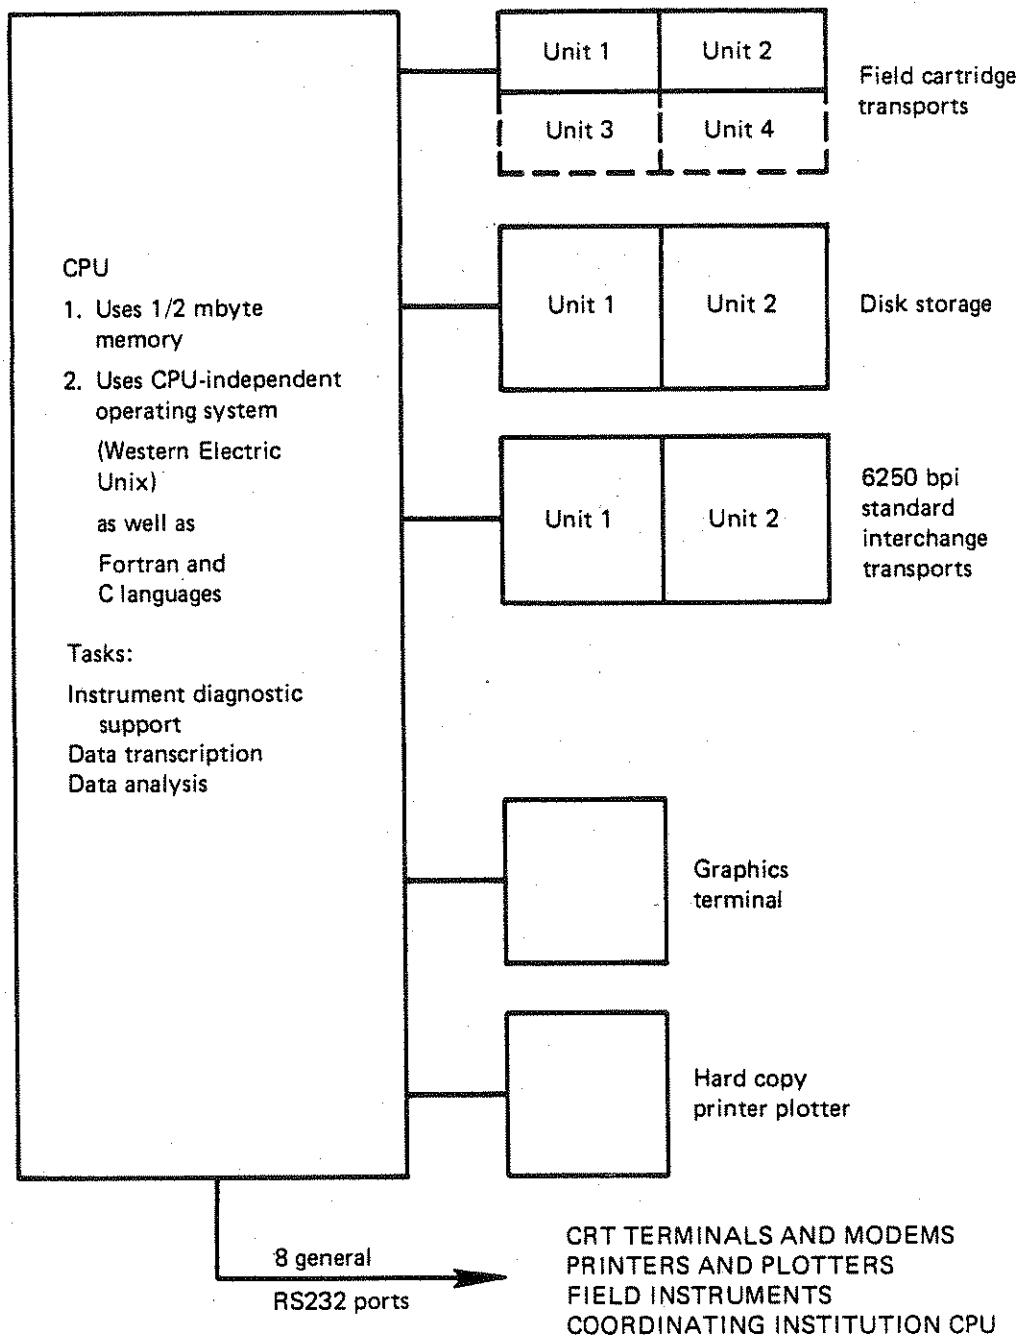 Unit 1
Unit 2
Field cartridge
transports
Unit 3
Unit 4
CPU
1. Uses 1/2 mbyte
memory
2. Uses CPU-independent
operating system
(Western Electric
Unix)
as well as
Fortran and
C languages
Tasks:
Instrument diagnostic
support
Data transcription
Data analysis
Unit 1
Unit 2
Disk storage
Unit 1
Unit 2
6250 bpi
standard
interchange
transports
Graphics
terminal
Hard copy
printer plotter
8 general
RS232 ports
CRT TERMINALS AND MODEMS
PRINTERS AND PLOTTERS
FIELD INSTRUMENTS
COORDINATING INSTITUTION CPU